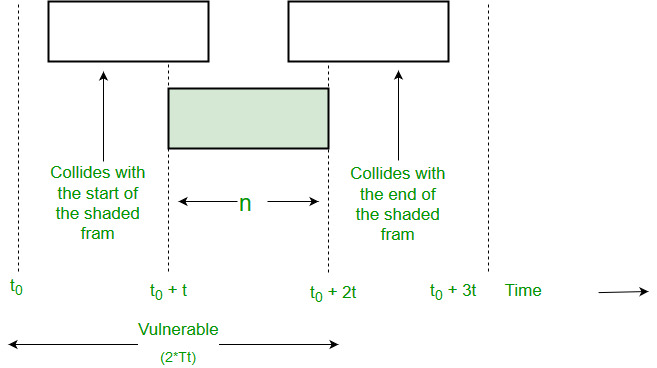 Collides with
the start of
the shaded
fram
n
Collides with
the end of
the shaded
fram
t0
t0 + t
t0 + 2t
t0 + 3t
Time
Vulnerable
(2*Tt)